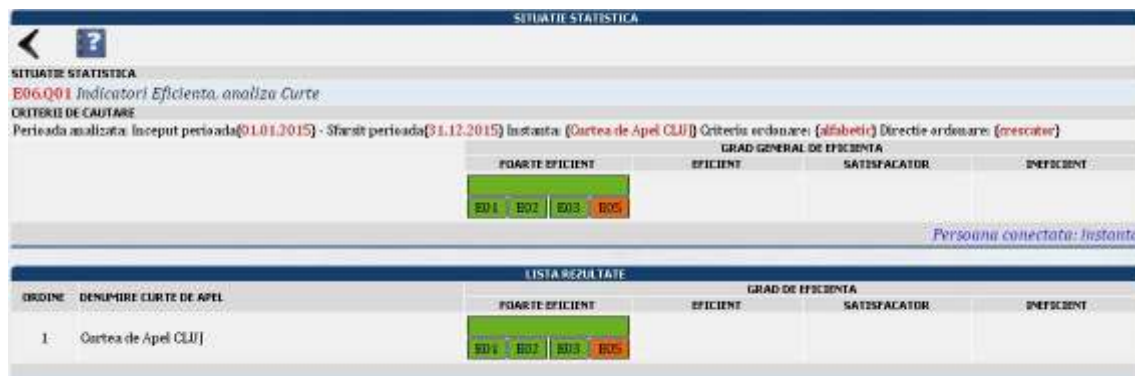 SITUATIE STATISTICA
?
SITUATIE STATISTICA
E06.Q01 Indicatori Eficienta, analiza Curte
CRITERII DE CAUTARE
Perioada analizata: Inceput perioada{01.01.2015} - Sfarsit perioada{31.12.2015} Instanta: {Curtea de Apel CLUJ} Criteriu ordonare: {alfabetic} Directie ordonare: {crescator}
GRAD GENERAL DE EFICIENTA
FOARTE EFICIENT EFICIENT SATISFACATOR INEFICIENT
E01 E02 E03 E05
Persoana conectata: instanta
LISTA REZULTATE
ORDINE DENUMIRE CURTE DE APEL GRAD DE EFICIENTA
FOARTE EFICIENT EFICIENT SATISFACATOR INEFICIENT
1 Curtea de Apel CLUJ
E01 E02 E03 E05